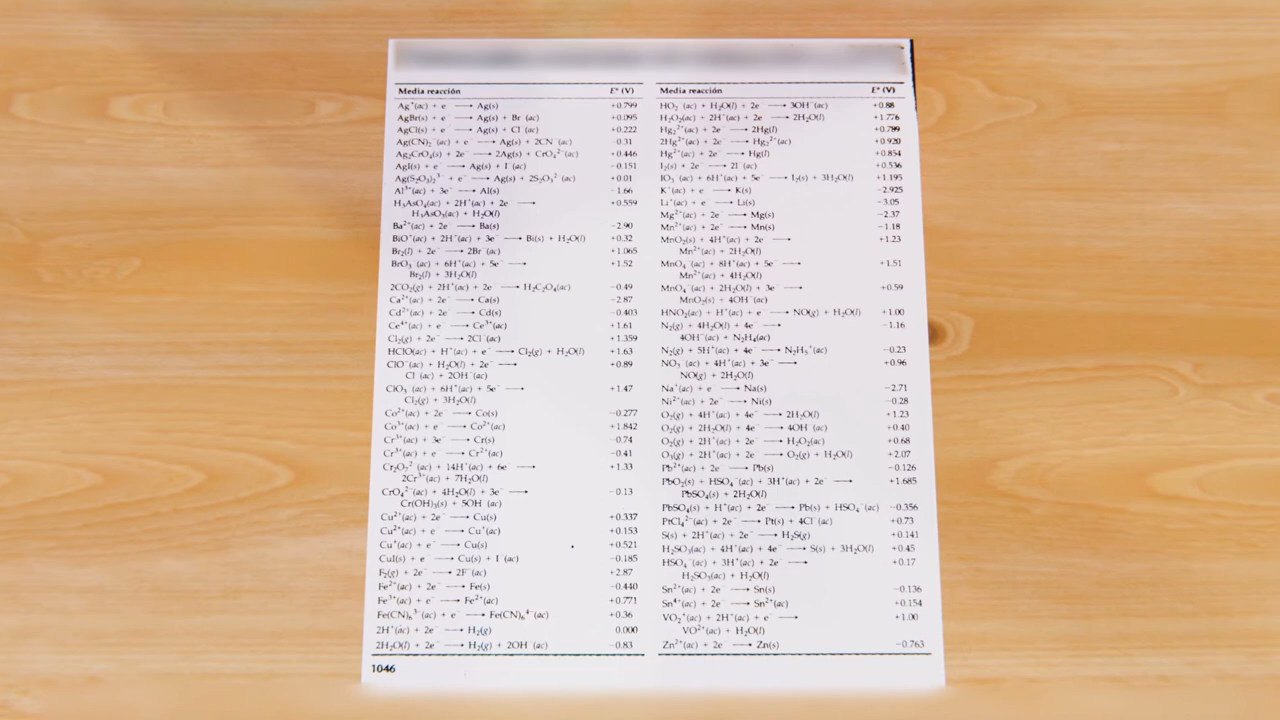 Media reacción E° (V)
Ag⁺(ac) + e⁻ ⟶ Ag(s) +0.799
AgBr(s) + e⁻ ⟶ Ag(s) + Br⁻(ac) +0.095
AgCl(s) + e⁻ ⟶ Ag(s) + Cl⁻(ac) +0.222
Ag(CN)₂⁻(ac) + e⁻ ⟶ Ag(s) + 2CN⁻(ac) −0.31
Ag₂CrO₄(s) + 2e⁻ ⟶ 2Ag(s) + CrO₄²⁻(ac) +0.446
AgI(s) + e⁻ ⟶ Ag(s) + I⁻(ac) −0.151
Ag(S₂O₃)₂³⁻ + e⁻ ⟶ Ag(s) + 2S₂O₃²⁻(ac) +0.01
Al³⁺(ac) + 3e⁻ ⟶ Al(s) −1.66
H₃AsO₄(ac) + 2H⁺(ac) + 2e⁻ ⟶ +0.559
H₃AsO₃(ac) + H₂O(l)
Ba²⁺(ac) + 2e⁻ ⟶ Ba(s) −2.90
BiO⁺(ac) + 2H⁺(ac) + 3e⁻ ⟶ Bi(s) + H₂O(l) +0.32
Br₂(l) + 2e⁻ ⟶ 2Br⁻(ac) +1.065
BrO₃⁻(ac) + 6H⁺(ac) + 5e⁻ ⟶ +1.52
Br₂(l) + 3H₂O(l)
2CO₂(g) + 2H⁺(ac) + 2e⁻ ⟶ H₂C₂O₄(ac) −0.49
Ca²⁺(ac) + 2e⁻ ⟶ Ca(s) −2.87
Cd²⁺(ac) + 2e⁻ ⟶ Cd(s) −0.403
Ce⁴⁺(ac) + e⁻ ⟶ Ce³⁺(ac) +1.61
Cl₂(g) + 2e⁻ ⟶ 2Cl⁻(ac) +1.359
HClO(ac) + H⁺(ac) + e⁻ ⟶ Cl₂(g) + H₂O(l) +1.63
ClO⁻(ac) + H₂O(l) + 2e⁻ ⟶ +0.89
Cl⁻(ac) + 2OH⁻(ac)
ClO₃⁻(ac) + 6H⁺(ac) + 5e⁻ ⟶ +1.47
Cl₂(g) + 3H₂O(l)
Co²⁺(ac) + 2e⁻ ⟶ Co(s) −0.277
Co³⁺(ac) + e⁻ ⟶ Co²⁺(ac) +1.842
Cr³⁺(ac) + 3e⁻ ⟶ Cr(s) −0.74
Cr³⁺(ac) + e⁻ ⟶ Cr²⁺(ac) −0.41
Cr₂O₇²⁻(ac) + 14H⁺(ac) + 6e⁻ ⟶ +1.33
2Cr³⁺(ac) + 7H₂O(l)
CrO₄²⁻(ac) + 4H₂O(l) + 3e⁻ ⟶ −0.13
Cr(OH)₃(s) + 5OH⁻(ac)
Cu²⁺(ac) + 2e⁻ ⟶ Cu(s) +0.337
Cu²⁺(ac) + e⁻ ⟶ Cu⁺(ac) +0.153
Cu⁺(ac) + e⁻ ⟶ Cu(s) +0.521
CuI(s) + e⁻ ⟶ Cu(s) + I⁻(ac) −0.185
F₂(g) + 2e⁻ ⟶ 2F⁻(ac) +2.87
Fe²⁺(ac) + 2e⁻ ⟶ Fe(s) −0.440
Fe³⁺(ac) + e⁻ ⟶ Fe²⁺(ac) +0.771
Fe(CN)₆³⁻(ac) + e⁻ ⟶ Fe(CN)₆⁴⁻(ac) +0.36
2H⁺(ac) + 2e⁻ ⟶ H₂(g) 0.000
2H₂O(l) + 2e⁻ ⟶ H₂(g) + 2OH⁻(ac) −0.83
Media reacción E° (V)
HO₂⁻(ac) + H₂O(l) + 2e⁻ ⟶ 3OH⁻(ac) +0.88
H₂O₂(ac) + 2H⁺(ac) + 2e⁻ ⟶ 2H₂O(l) +1.776
Hg₂²⁺(ac) + 2e⁻ ⟶ 2Hg(l) +0.789
2Hg²⁺(ac) + 2e⁻ ⟶ Hg₂²⁺(ac) +0.920
Hg²⁺(ac) + 2e⁻ ⟶ Hg(l) +0.854
I₂(s) + 2e⁻ ⟶ 2I⁻(ac) +0.536
IO₃⁻(ac) + 6H⁺(ac) + 5e⁻ ⟶ I₂(s) + 3H₂O(l) +1.195
K⁺(ac) + e⁻ ⟶ K(s) −2.925
Li⁺(ac) + e⁻ ⟶ Li(s) −3.05
Mg²⁺(ac) + 2e⁻ ⟶ Mg(s) −2.37
Mn²⁺(ac) + 2e⁻ ⟶ Mn(s) −1.18
MnO₂(s) + 4H⁺(ac) + 2e⁻ ⟶ +1.23
Mn²⁺(ac) + 2H₂O(l)
MnO₄⁻(ac) + 8H⁺(ac) + 5e⁻ ⟶ +1.51
Mn²⁺(ac) + 4H₂O(l)
MnO₄⁻(ac) + 2H₂O(l) + 3e⁻ ⟶ +0.59
MnO₂(s) + 4OH⁻(ac)
HNO₂(ac) + H⁺(ac) + e⁻ ⟶ NO(g) + H₂O(l) +1.00
N₂(g) + 4H₂O(l) + 4e⁻ ⟶ −1.16
4OH⁻(ac) + N₂H₄(ac)
N₂(g) + 5H⁺(ac) + 4e⁻ ⟶ N₂H₅⁺(ac) −0.23
NO₃⁻(ac) + 4H⁺(ac) + 3e⁻ ⟶ +0.96
NO(g) + 2H₂O(l)
Na⁺(ac) + e⁻ ⟶ Na(s) −2.71
Ni²⁺(ac) + 2e⁻ ⟶ Ni(s) −0.28
O₂(g) + 4H⁺(ac) + 4e⁻ ⟶ 2H₂O(l) +1.23
O₂(g) + 2H₂O(l) + 4e⁻ ⟶ 4OH⁻(ac) +0.40
O₂(g) + 2H⁺(ac) + 2e⁻ ⟶ H₂O₂(ac) +0.68
O₃(g) + 2H⁺(ac) + 2e⁻ ⟶ O₂(g) + H₂O(l) +2.07
Pb²⁺(ac) + 2e⁻ ⟶ Pb(s) −0.126
PbO₂(s) + HSO₄⁻(ac) + 3H⁺(ac) + 2e⁻ ⟶ +1.685
PbSO₄(s) + 2H₂O(l)
PbSO₄(s) + H⁺(ac) + 2e⁻ ⟶ Pb(s) + HSO₄⁻(ac) −0.356
PtCl₄²⁻(ac) + 2e⁻ ⟶ Pt(s) + 4Cl⁻(ac) +0.73
S(s) + 2H⁺(ac) + 2e⁻ ⟶ H₂S(g) +0.141
H₂SO₃(ac) + 4H⁺(ac) + 4e⁻ ⟶ S(s) + 3H₂O(l) +0.45
HSO₄⁻(ac) + 3H⁺(ac) + 2e⁻ ⟶ +0.17
H₂SO₃(ac) + H₂O(l)
Sn²⁺(ac) + 2e⁻ ⟶ Sn(s) −0.136
Sn⁴⁺(ac) + 2e⁻ ⟶ Sn²⁺(ac) +0.154
VO₂⁺(ac) + 2H⁺(ac) + e⁻ ⟶ +1.00
VO²⁺(ac) + H₂O(l)
Zn²⁺(ac) + 2e⁻ ⟶ Zn(s) −0.763
1046